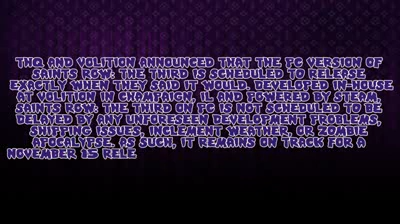 THQ AND VOLITION ANNOUNCED THAT THE PC VERSION OF
SAINTS ROW: THE THIRD IS SCHEDULED TO RELEASE
EXACTLY WHEN THEY SAID IT WOULD. DEVELOPED IN-HOUSE
AT VOLITION IN CHAMPAIGN, IL AND POWERED BY STEAM,
SAINTS ROW: THE THIRD ON PC IS NOT SCHEDULED TO BE
DELAYED BY ANY UNFORESEEN DEVELOPMENT PROBLEMS,
SHIPPING ISSUES, INCLEMENT WEATHER, OR ZOMBIE
APOCALYPSE. AS SUCH, IT REMAINS ON TRACK FOR A
NOVEMBER 15 RELE